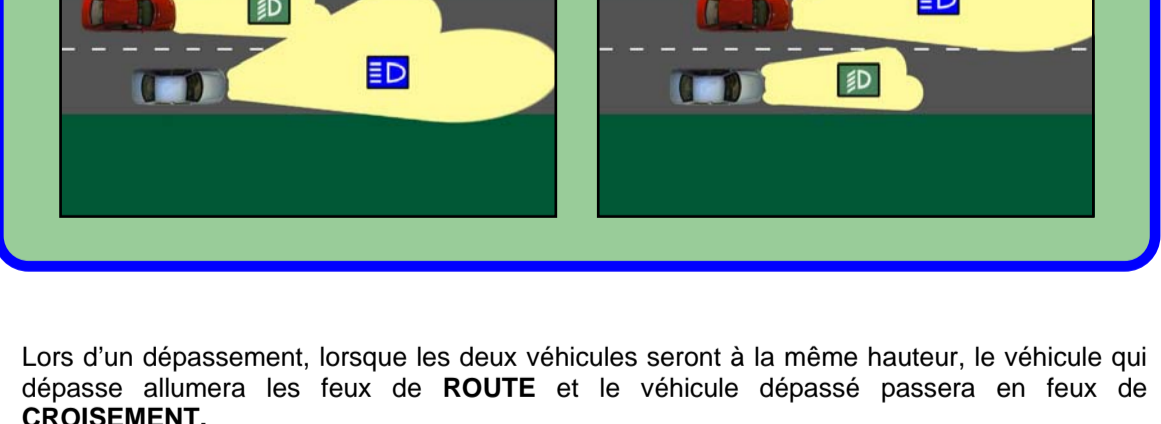 Lors d'un dépassement, lorsque les deux véhicules seront à la même hauteur, le véhicule qui
dépasse allumera les feux de ROUTE et le véhicule dépassé passera en feux de
CROISEMENT.